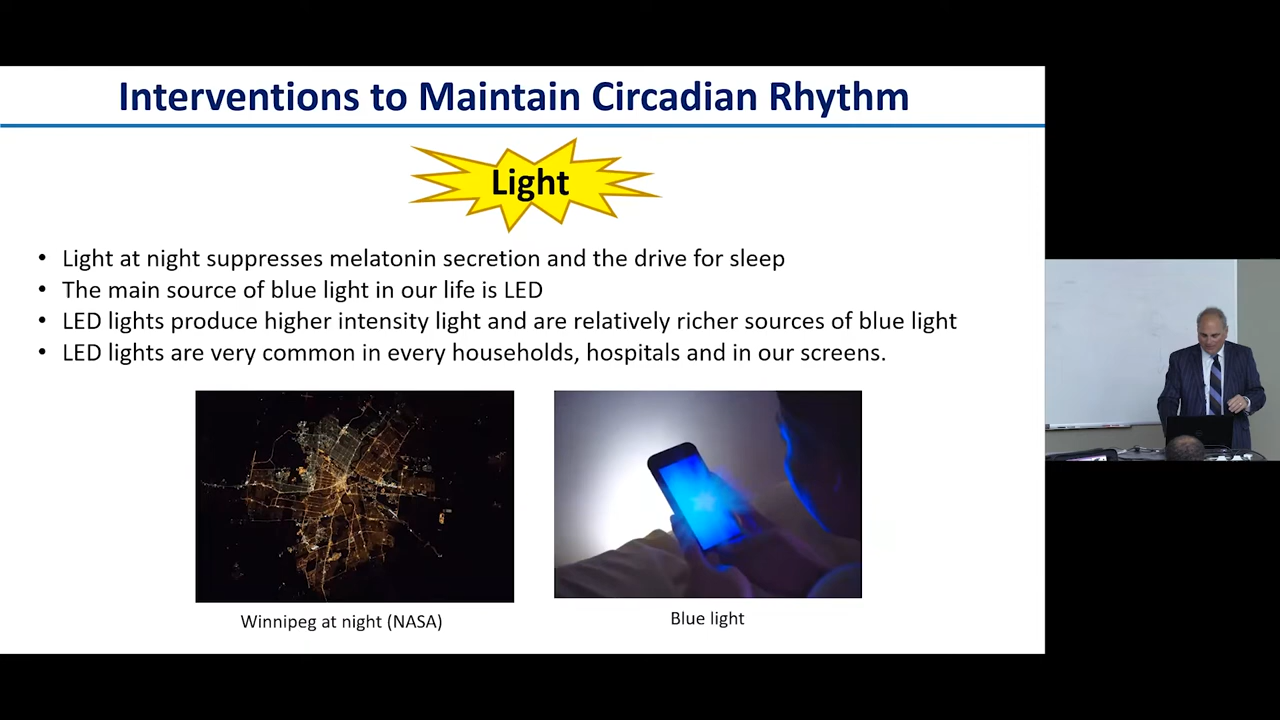 Interventions to Maintain Circadian Rhythm
Light
• Light at night suppresses melatonin secretion and the drive for sleep
• The main source of blue light in our life is LED
• LED lights produce higher intensity light and are relatively richer sources of blue light
• LED lights are very common in every households, hospitals and in our screens.
Winnipeg at night (NASA)
Blue light